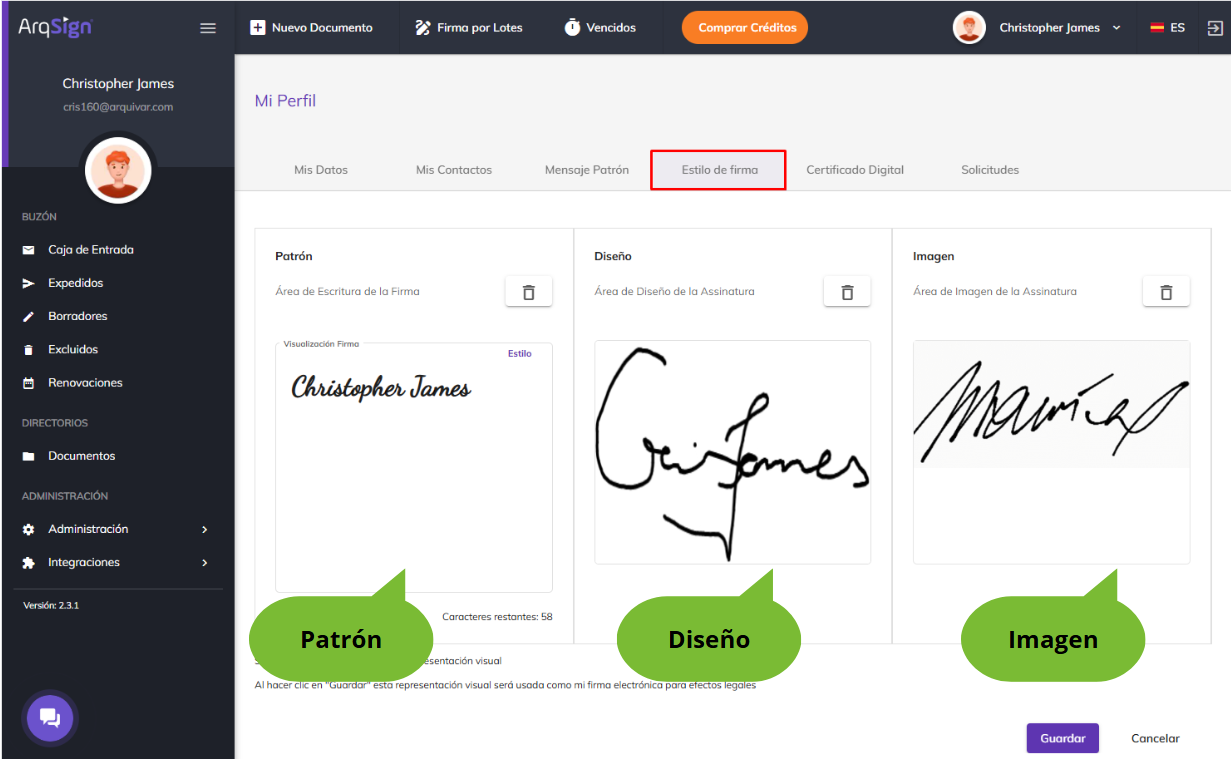 ArqSign
Nuevo Documento
Firma por Lotes
Vencidos
Comprar Créditos
Christopher James
ES
Christopher James
cris160@arquivar.com
BUZÓN
Caja de Entrada
Expedidos
Borradores
Excluidos
Renovaciones
DIRECTORIOS
Documentos
ADMINISTRACIÓN
Administración
Integraciones
Versión: 2.3.1
Mi Perfil
Mis Datos
Mis Contactos
Mensaje Patrón
Estilo de firma
Certificado Digital
Solicitudes
Patrón
Área de Escritura de la Firma
Visualización Firma
Estilo
Christopher James
Caracteres restantes: 58
Diseño
Área de Diseño de la Assinatura
Cris James
Imagen
Área de Imagen de la Assinatura
Patrón
Diseño
Imagen
visual
Al hacer clic en "Guardar" esta representación visual será usada como mi firma electrónica para efectos legales
Guardar
Cancelar